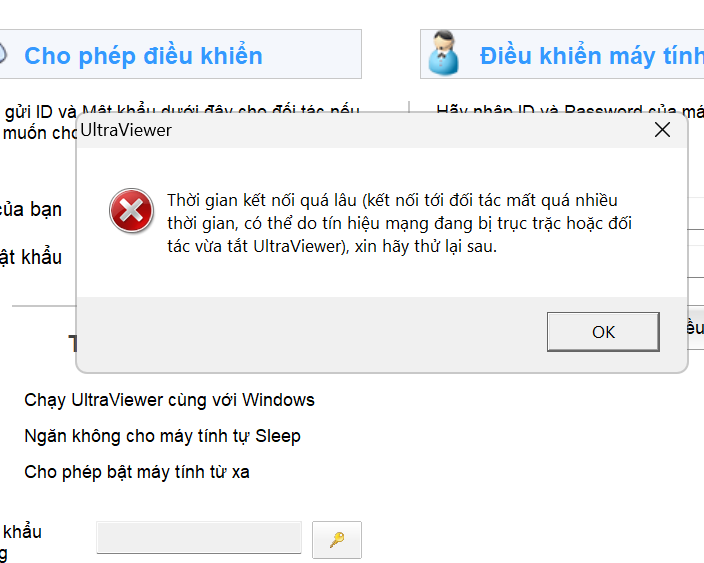 Cho phép điều khiển
Điều khiển máy tính
gửi ID và Mật khẩu dưới đây cho đối tác nếu
muốn cho
Hãy nhập ID và Password của má
UltraViewer
Thời gian kết nối quá lâu (kết nối tới đối tác mất quá nhiều
thời gian, có thể do tín hiệu mạng đang bị trục trặc hoặc đối
tác vừa tắt UltraViewer), xin hãy thử lại sau.
OK
của bạn
ật khẩu
T
ều
Chạy UltraViewer cùng với Windows
Ngăn không cho máy tính tự Sleep
Cho phép bật máy tính từ xa
khẩu
g